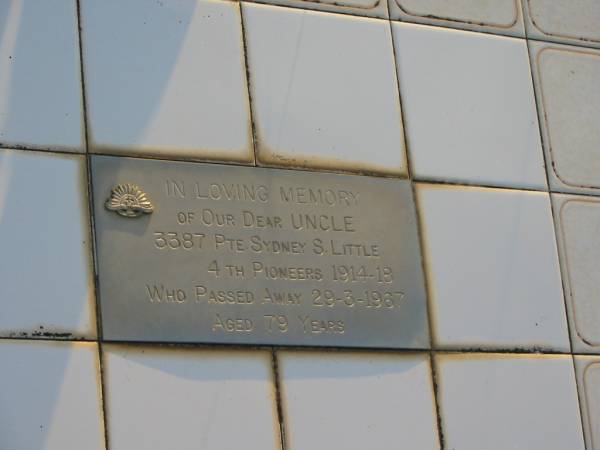 IN LOVING MEMORY
OF OUR DEAR UNCLE
3387 PTE SYDNEY S. LITTLE
4TH PIONEERS 1914-18
WHO PASSED AWAY 29-3-1967
AGED 79 YEARS